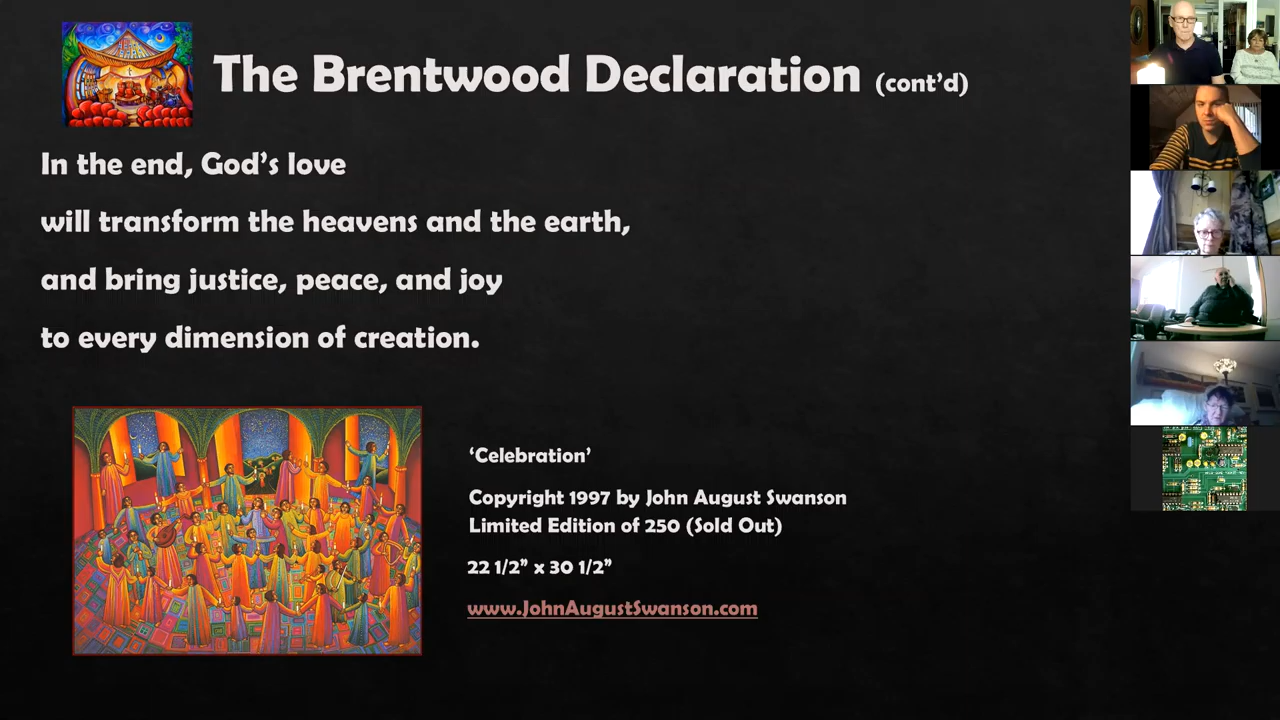 The Brentwood Declaration (cont’d)
In the end, God’s love
will transform the heavens and the earth,
and bring justice, peace, and joy
to every dimension of creation.
‘Celebration’
Copyright 1997 by John August Swanson
Limited Edition of 250 (Sold Out)
22 1/2” x 30 1/2”
www.JohnAugustSwanson.com